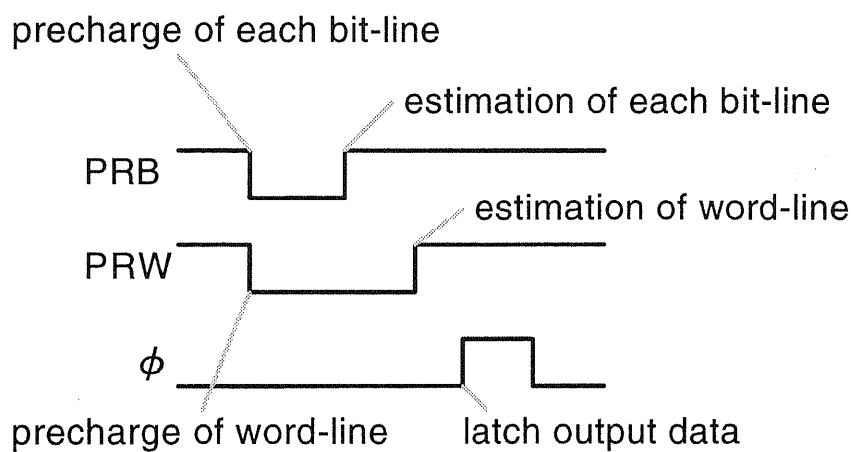 precharge of each bit-line
estimation of each bit-line
PRB
estimation of word-line
PRW
ϕ
precharge of word-line
latch output data